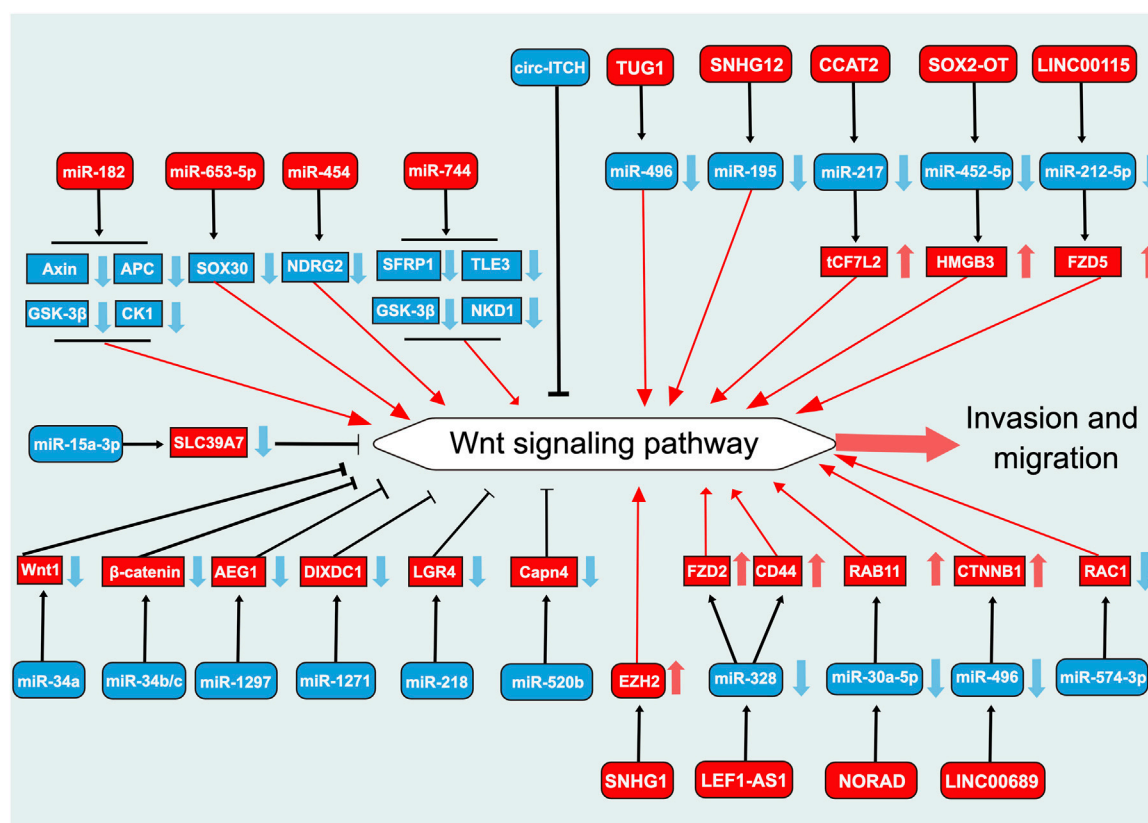 circ-ITCH
TUG1
SNHG12
CCAT2
SOX2-OT
LINC00115
miR-182
miR-653-5p
miR-454
miR-744
miR-496
miR-195
miR-217
miR-452-5p
miR-212-5p
Axin
APC
SOX30
NDRG2
SFRP1
TLE3
tCF7L2
HMGB3
FZD5
GSK-3β
CK1
GSK-3β
NKD1
miR-15a-3p
SLC39A7
Wnt signaling pathway
Invasion and
migration
Wnt1
β-catenin
AEG1
DIXDC1
LGR4
Capn4
FZD2
CD44
RAB11
CTNNB1
RAC1
miR-34a
miR-34b/c
miR-1297
miR-1271
miR-218
miR-520b
EZH2
miR-328
miR-30a-5p
miR-496
miR-574-3p
SNHG1
LEF1-AS1
NORAD
LINC00689